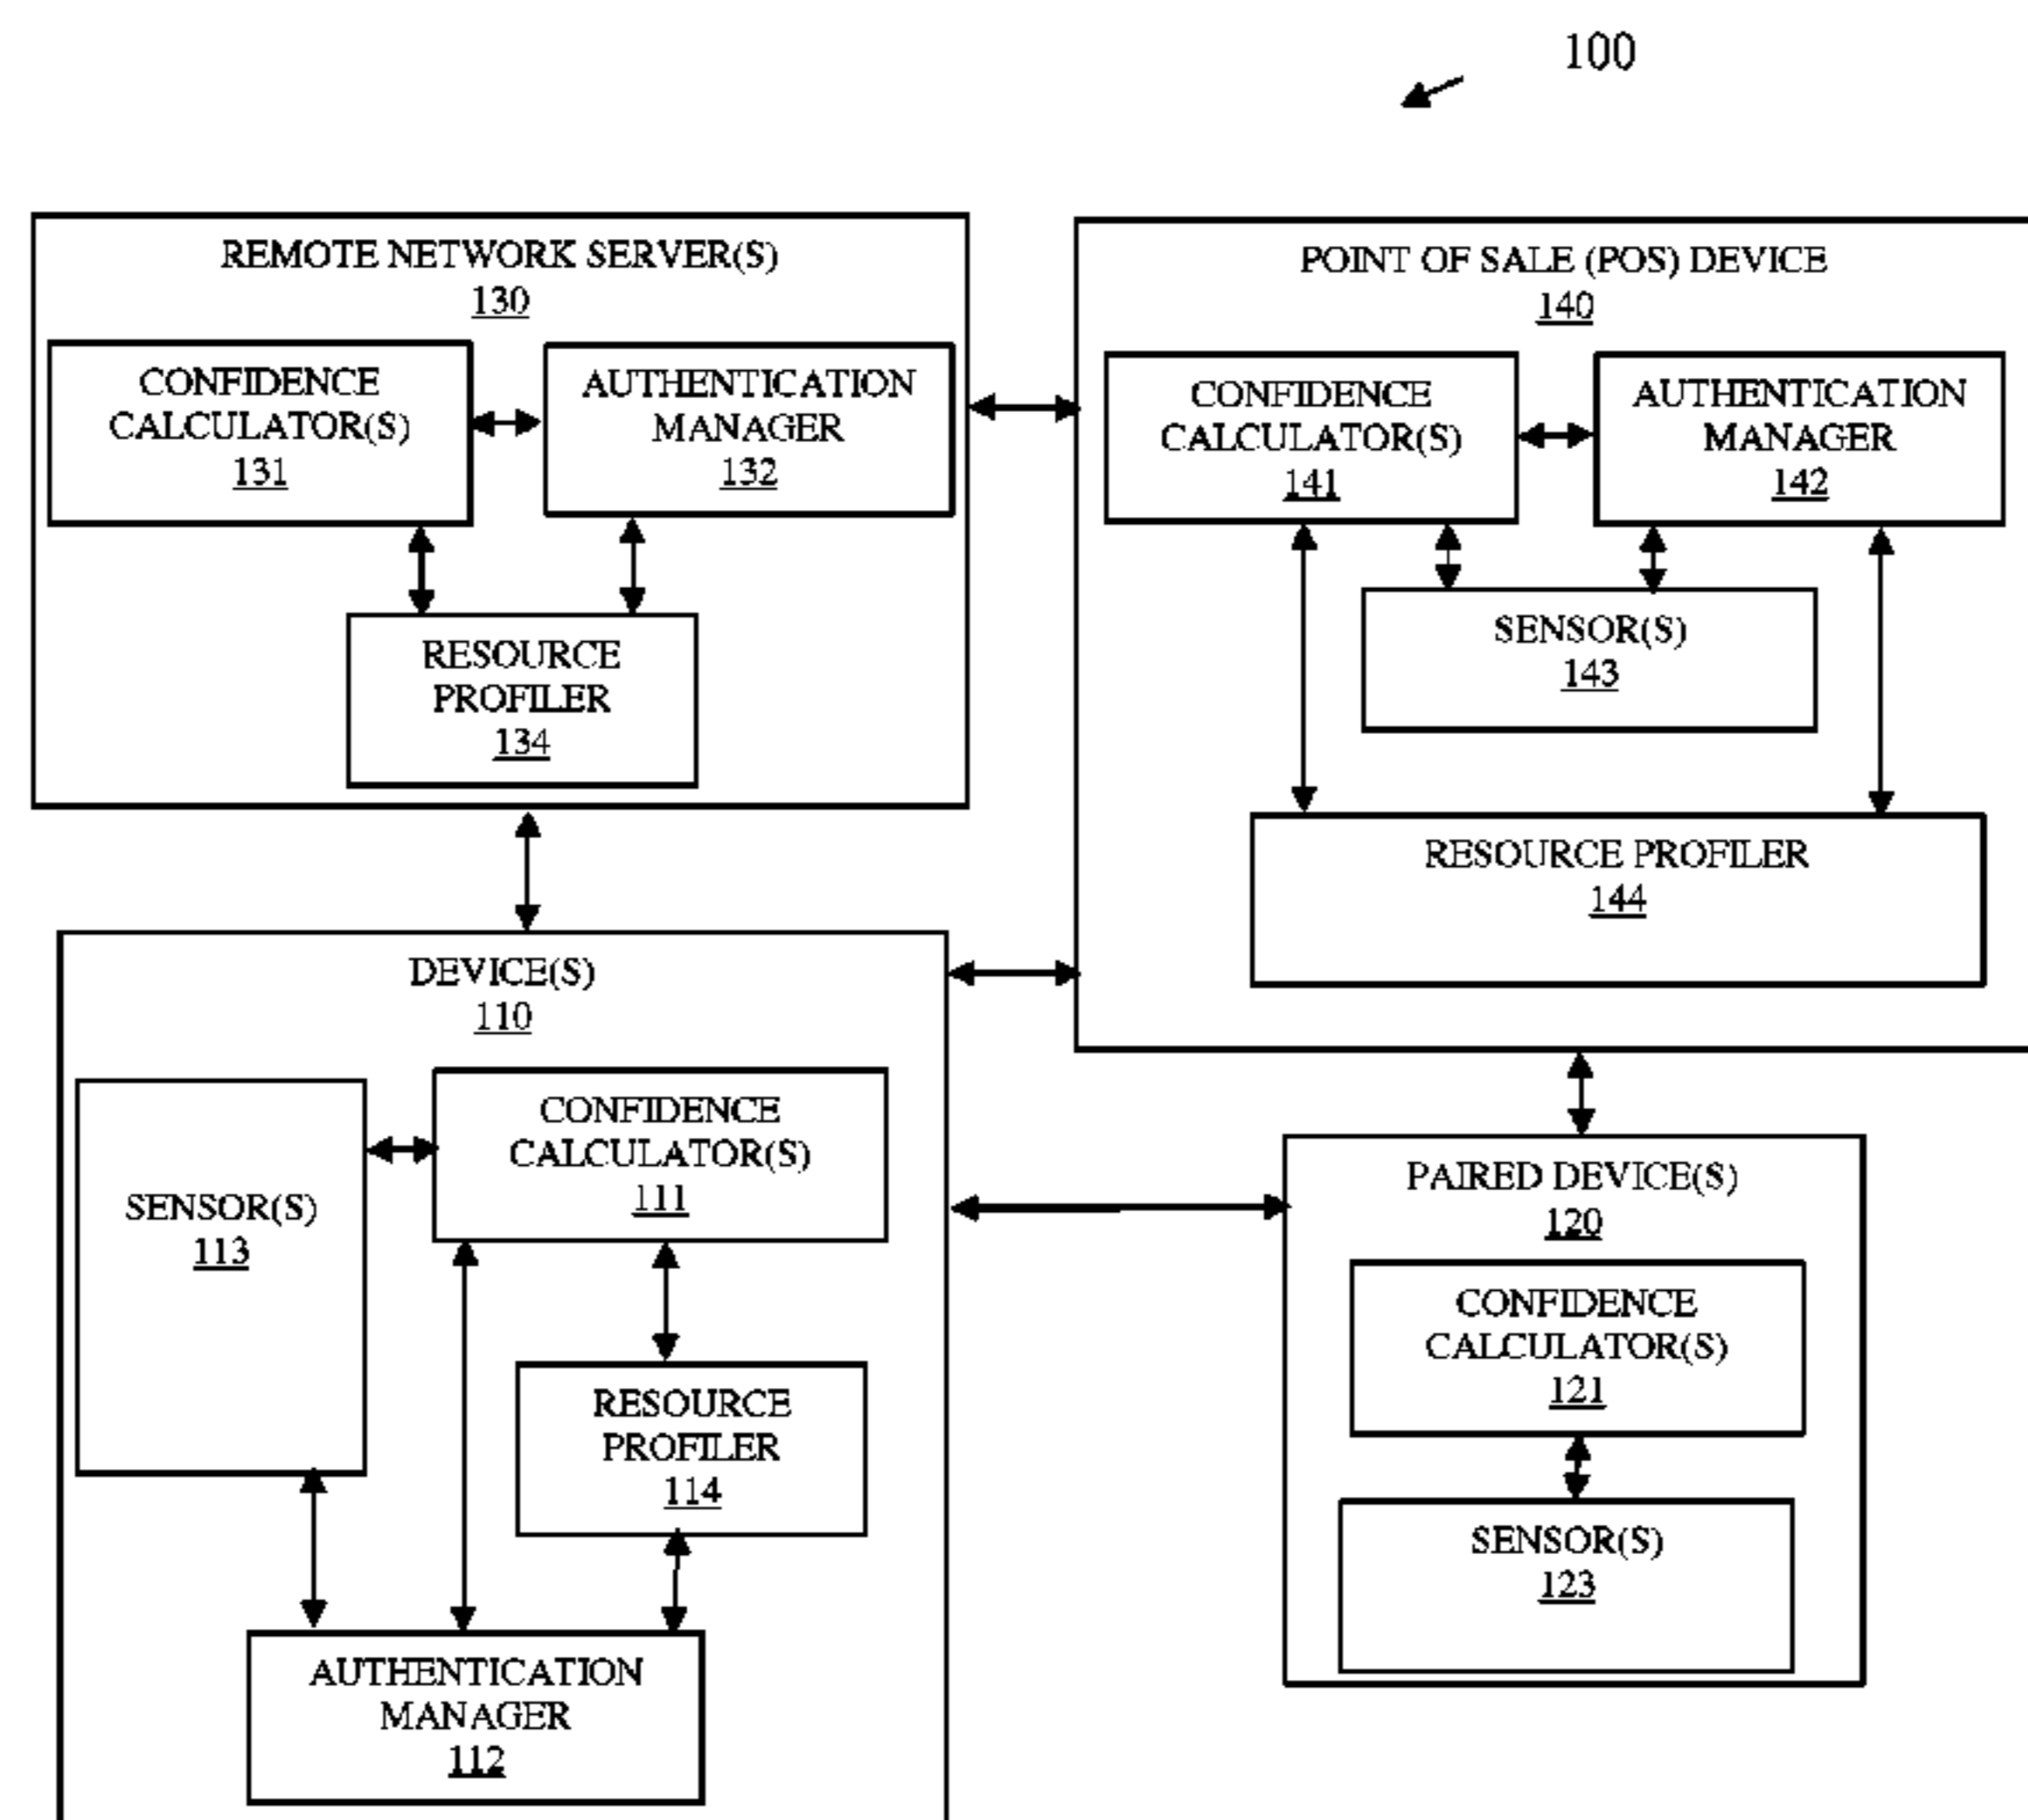 100
REMOTE NETWORK SERVER(S)
130
CONFIDENCE
CALCULATOR(S)
131
AUTHENTICATION
MANAGER
132
RESOURCE
PROFILER
134
POINT OF SALE (POS) DEVICE
140
CONFIDENCE
CALCULATOR(S)
141
AUTHENTICATION
MANAGER
142
SENSOR(S)
143
RESOURCE PROFILER
144
DEVICE(S)
110
SENSOR(S)
113
CONFIDENCE
CALCULATOR(S)
111
RESOURCE
PROFILER
114
AUTHENTICATION
MANAGER
112
PAIRED DEVICE(S)
120
CONFIDENCE
CALCULATOR(S)
121
SENSOR(S)
123